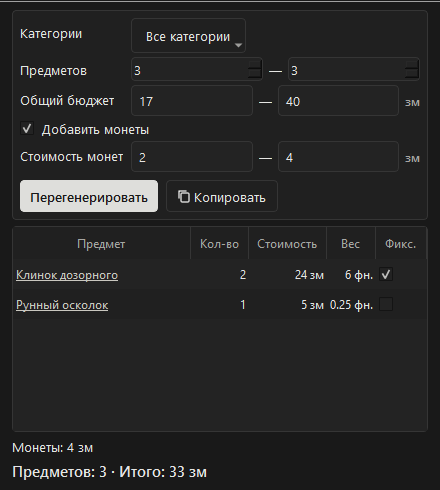 Категории Все категории
Предметов 3 — 3
Общий бюджет 17 — 40 зм
Добавить монеты
Стоимость монет 2 — 4 зм
Перегенерировать Копировать
Предмет Кол-во Стоимость Вес Фикс.
Клинок дозорного 2 24 зм 6 фн.
Рунный осколок 1 5 зм 0.25 фн.
Монеты: 4 зм
Предметов: 3 · Итого: 33 зм